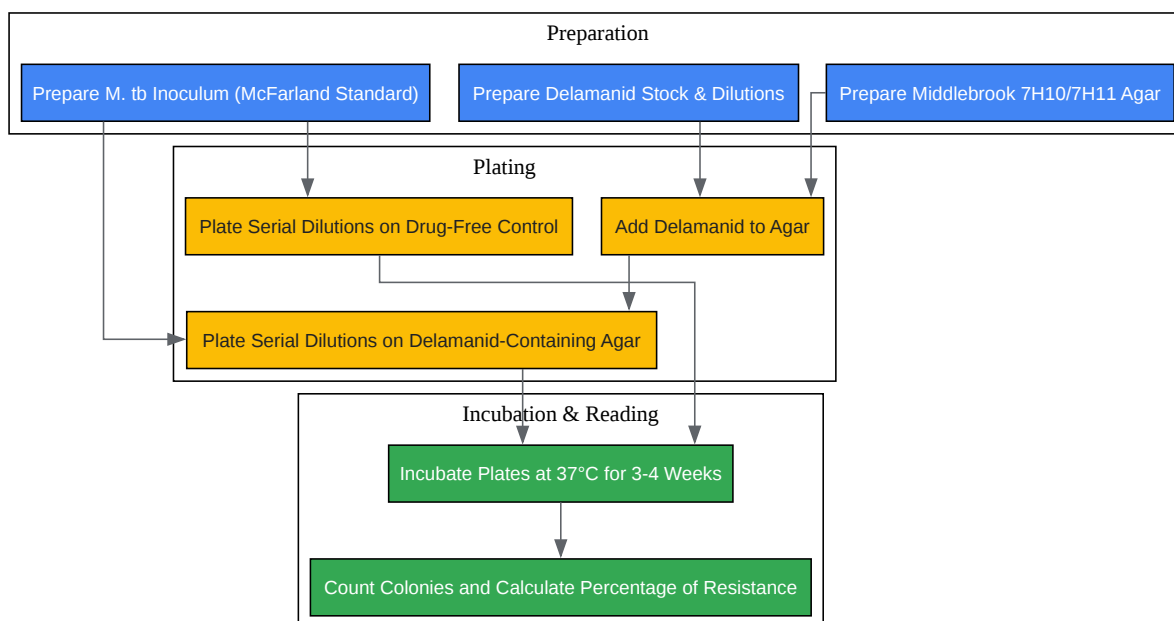 Preparation
Prepare M. tb Inoculum (McFarland Standard)
Prepare Delamanid Stock & Dilutions
Prepare Middlebrook 7H10/7H11 Agar
Plating
Plate Serial Dilutions on Drug-Free Control
Add Delamanid to Agar
Plate Serial Dilutions on Delamanid-Containing Agar
Incubation & Reading
Incubate Plates at 37°C for 3-4 Weeks
Count Colonies and Calculate Percentage of Resistance